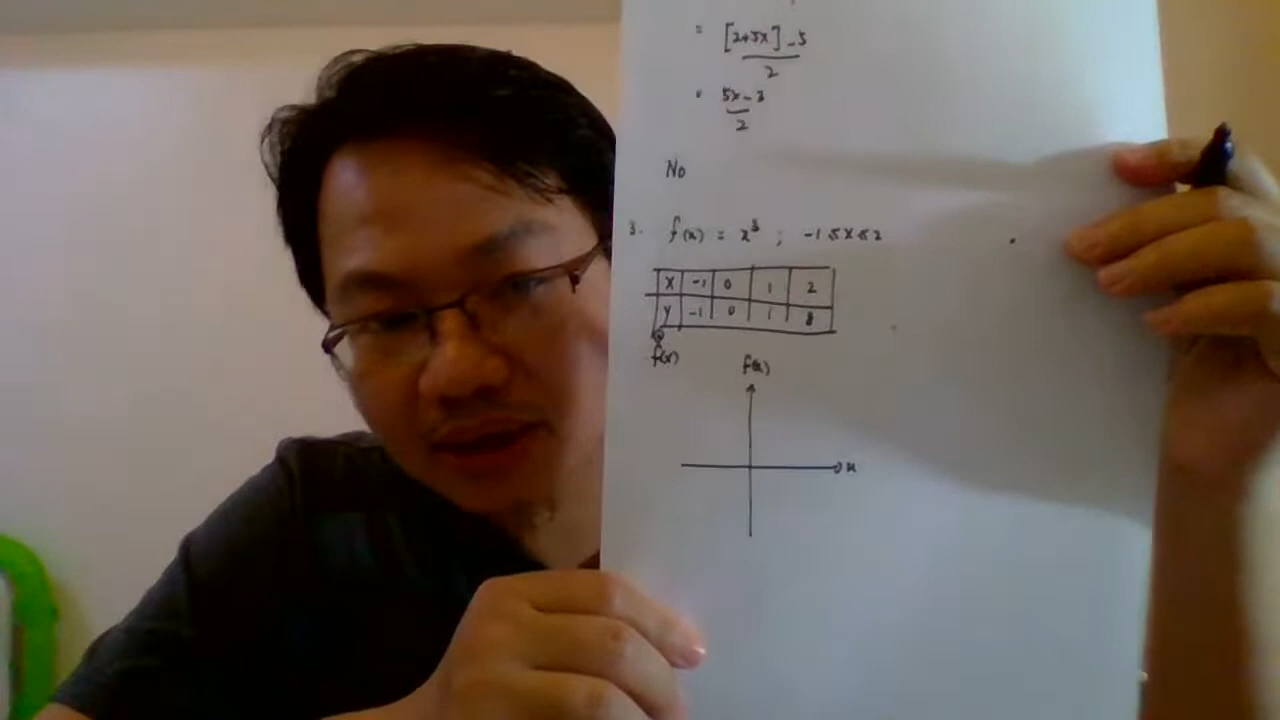 = [2+5x] - 5
2
= 5x - 3
2
No
3. f(x) = x³ ; -1 ≤ x ≤ 2
x -1 0 1 2
y -1 0 1 8
f(x)
f(x)
x